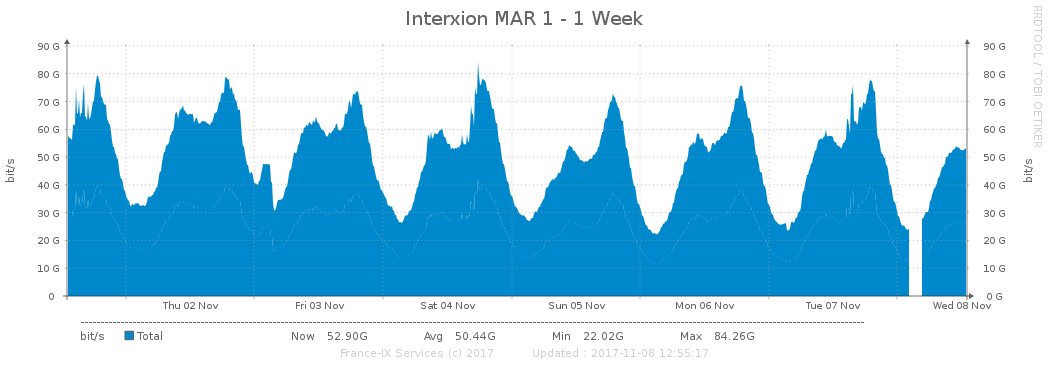 Interxion MAR 1 - 1 Week
RRDTOOL / TOBI OETIKER
90 G 90 G
80 G 80 G
70 G 70 G
60 G 60 G
50 G 50 G
40 G 40 G
30 G 30 G
20 G 20 G
10 G 10 G
0 0 G
bit/s
bit/s
Thu 02 Nov Fri 03 Nov Sat 04 Nov Sun 05 Nov Mon 06 Nov Tue 07 Nov Wed 08 Nov
bit/s Total Now 52.90G Avg 50.44G Min 22.02G Max 84.26G
France-IX Services (c) 2017 Updated : 2017-11-08 12:55:17